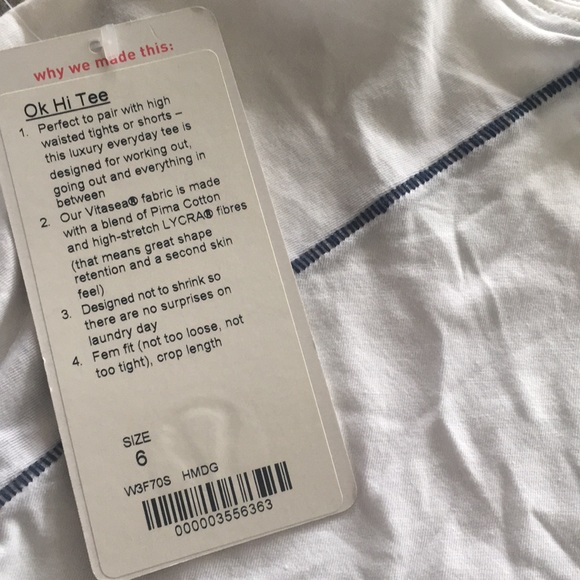 why we made this:
Ok Hi Tee
1. Perfect to pair with high
waisted tights or shorts –
this luxury everyday tee is
designed for working out,
going out and everything in
between
2. Our Vitasea® fabric is made
with a blend of Pima Cotton
and high-stretch LYCRA® fibres
(that means great shape
retention and a second skin
feel)
3. Designed not to shrink so
there are no surprises on
laundry day
4. Fem fit (not too loose, not
too tight), crop length
SIZE
6
W3F70S HMDG
000003556363